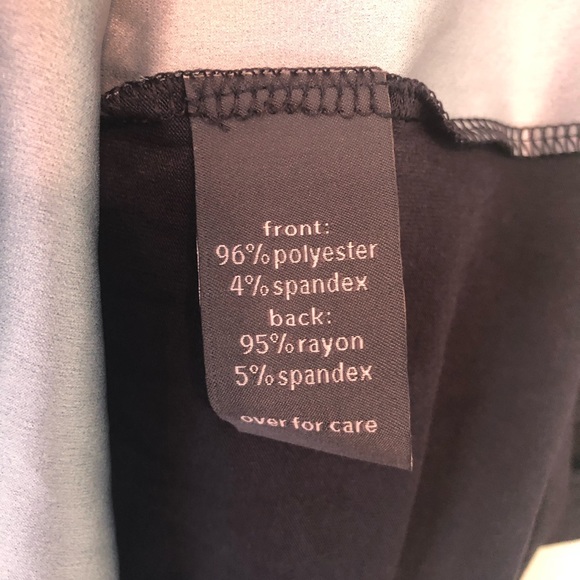 front:
96% polyester
4% spandex
back:
95% rayon
5% spandex
over for care